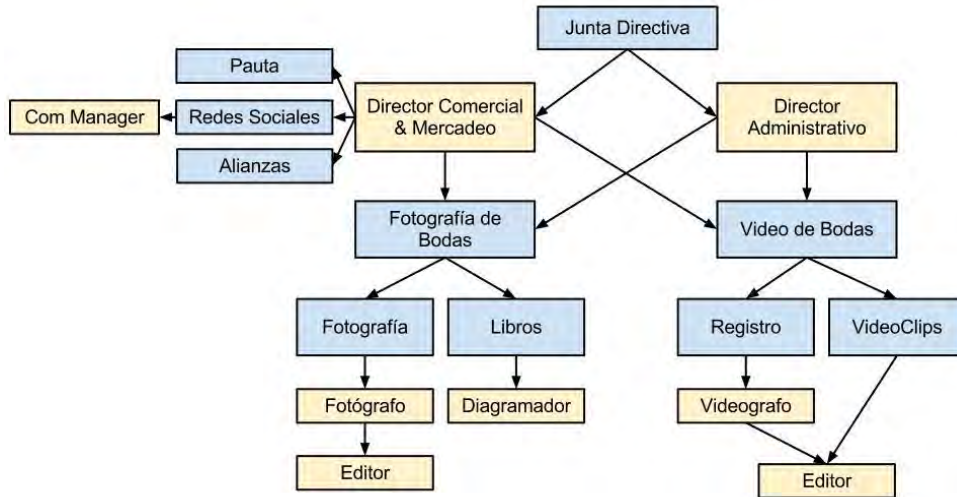 Junta Directiva
Pauta
Com Manager
Redes Sociales
Director Comercial
& Mercadeo
Director
Administrativo
Alianzas
Fotografía de
Bodas
Video de Bodas
Fotografía
Libros
Registro
VideoClips
Fotógrafo
Diagramador
Videografo
Editor
Editor